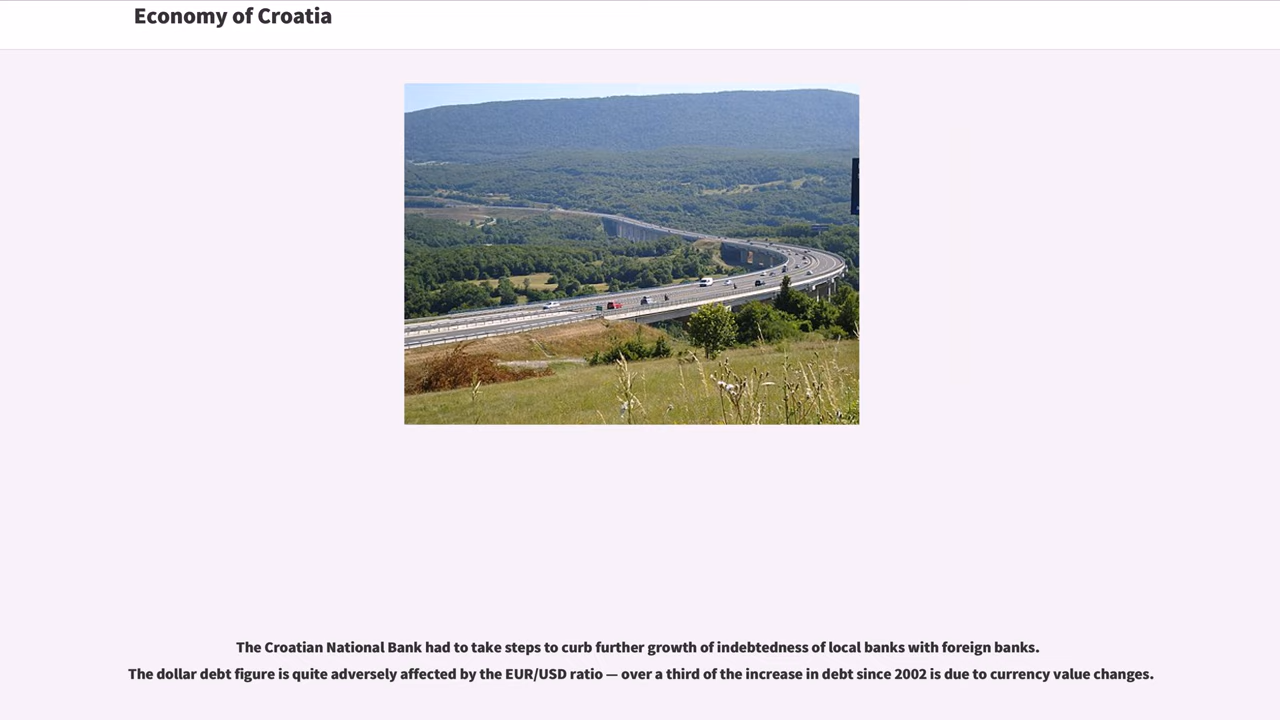 Economy of Croatia
The Croatian National Bank had to take steps to curb further growth of indebtedness of local banks with foreign banks.
The dollar debt figure is quite adversely affected by the EUR/USD ratio — over a third of the increase in debt since 2002 is due to currency value changes.